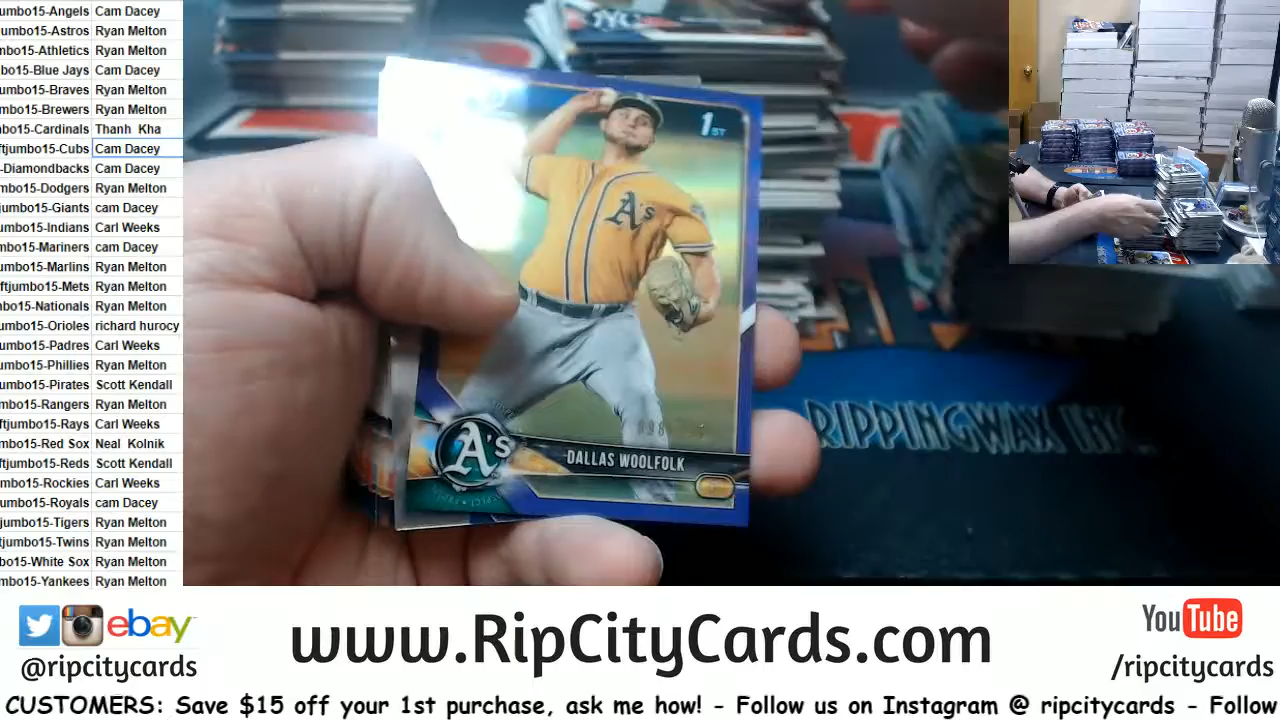 umbo15-Angels Cam Dacey
umbo15-Astros Ryan Melton
nbo15-Athletics Ryan Melton
bo15-Blue Jays Cam Dacey
umbo15-Braves Ryan Melton
mbo15-Brewers Ryan Melton
nbo15-Cardinals Thanh Kha
ftjumbo15-Cubs Cam Dacey
-Diamondbacks Cam Dacey
mbo15-Dodgers Ryan Melton
jumbo15-Giants cam Dacey
umbo15-Indians Carl Weeks
mbo15-Mariners cam Dacey
umbo15-Marlins Ryan Melton
ftjumbo15-Mets Ryan Melton
nbo15-Nationals Ryan Melton
umbo15-Orioles richard hurocy
umbo15-Padres Carl Weeks
umbo15-Phillies Ryan Melton
umbo15-Pirates Scott Kendall
umbo15-Rangers Ryan Melton
ftjumbo15-Rays Carl Weeks
mbo15-Red Sox Neal Kolnik
ftjumbo15-Reds Scott Kendall
mbo15-Rockies Carl Weeks
umbo15-Royals cam Dacey
jumbo15-Tigers Ryan Melton
tjumbo15-Twins Ryan Melton
bo15-White Sox Ryan Melton
mbo15-Yankees Ryan Melton
1ST
A's
A's
DALLAS WOOLFOLK
RIPPINGWAX INC.
ebay
@ripcitycards
www.RipCityCards.com
YouTube
/ripcitycards
CUSTOMERS: Save $15 off your 1st purchase, ask me how! - Follow us on Instagram @ ripcitycards - Follow